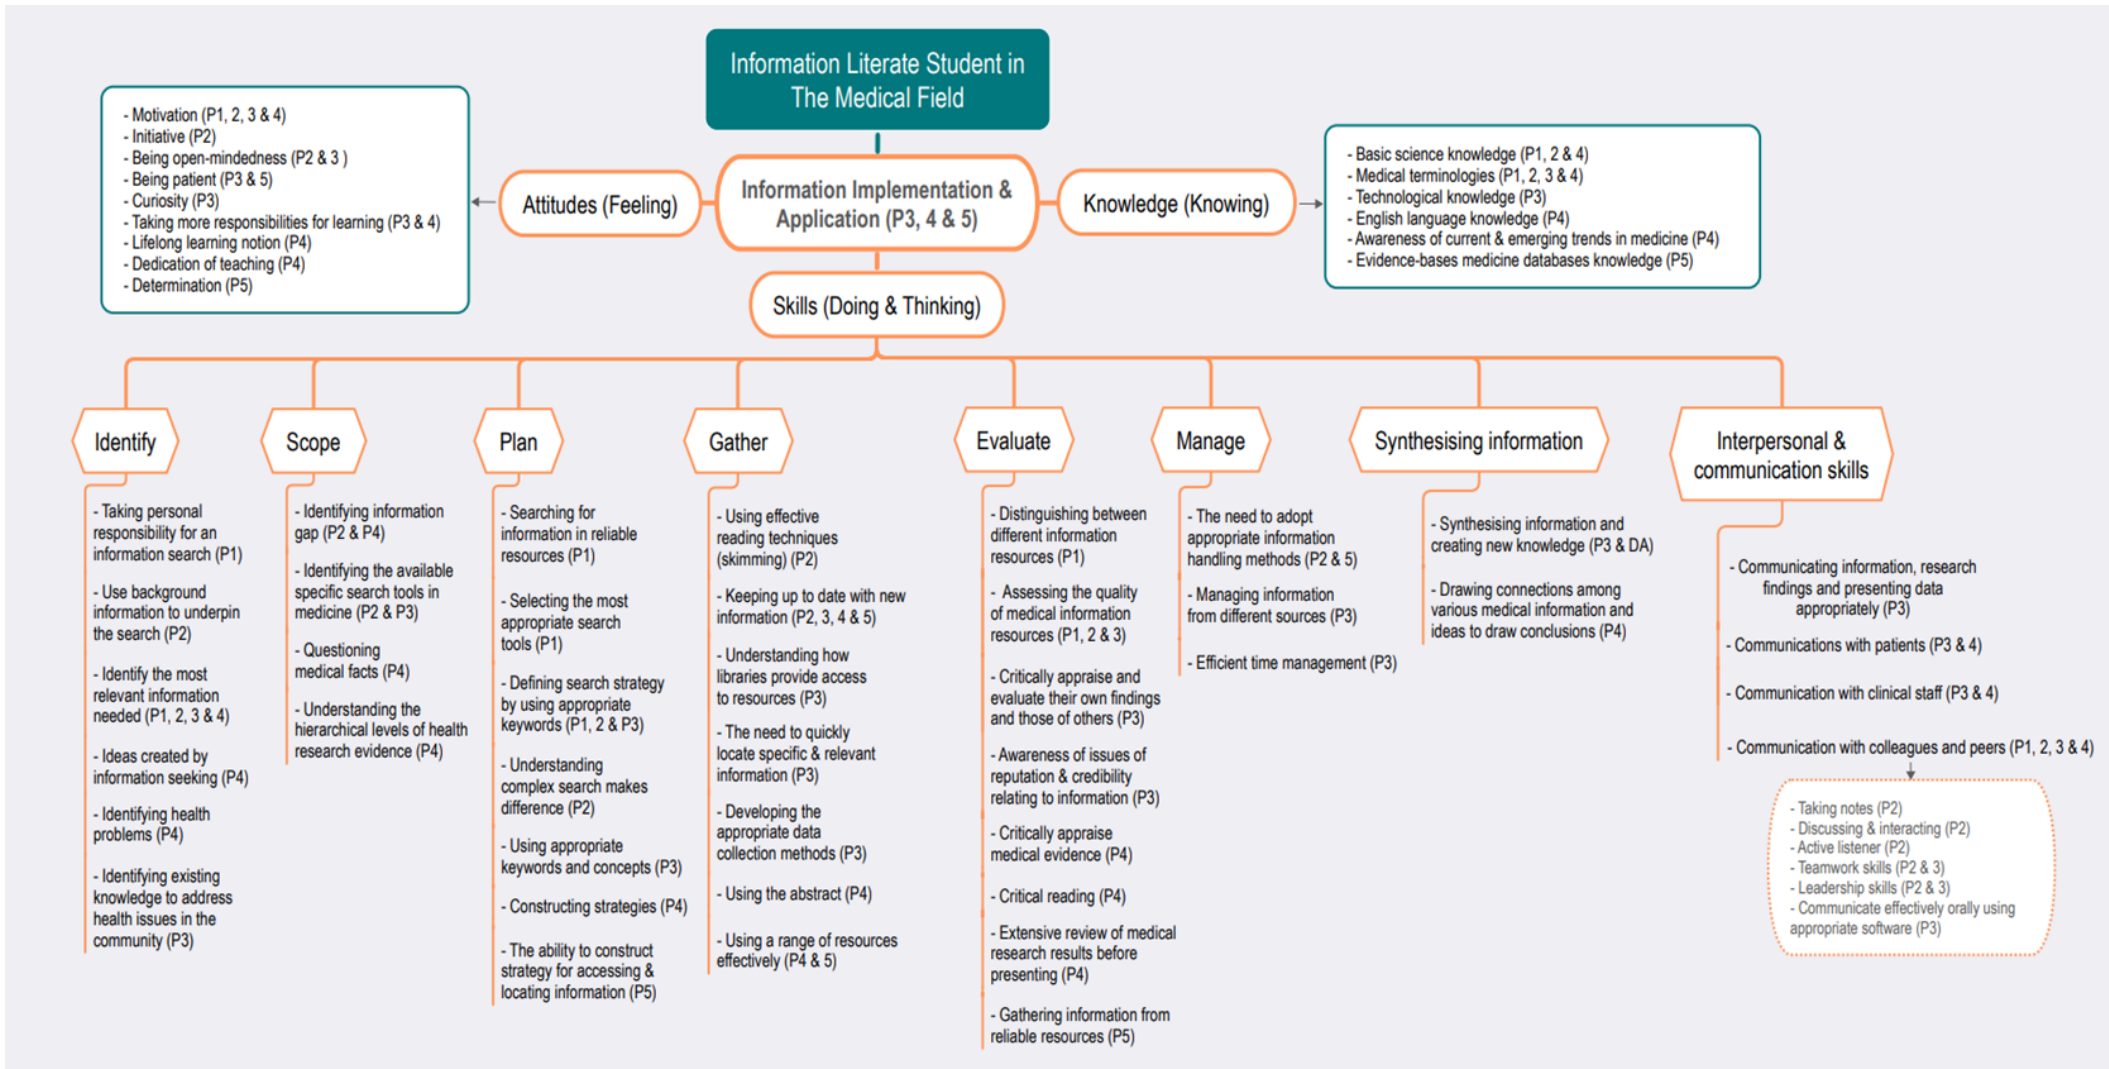 Information Literate Student in
The Medical Field
- Motivation (P1, 2, 3 & 4)
- Initiative (P2)
- Being open-mindedness (P2 & 3 )
- Being patient (P3 & 5)
- Curiosity (P3)
- Taking more responsibilities for learning (P3 & 4)
- Lifelong learning notion (P4)
- Dedication of teaching (P4)
- Determination (P5)
Attitudes (Feeling)
Information Implementation &
Application (P3, 4 & 5)
Knowledge (Knowing)
- Basic science knowledge (P1, 2 & 4)
- Medical terminologies (P1, 2, 3 & 4)
- Technological knowledge (P3)
- English language knowledge (P4)
- Awareness of current & emerging trends in medicine (P4)
- Evidence-bases medicine databases knowledge (P5)
Skills (Doing & Thinking)
Identify
- Taking personal
responsibility for an
information search (P1)
- Use background
information to underpin
the search (P2)
- Identify the most
relevant information
needed (P1, 2, 3 & 4)
- Ideas created by
information seeking (P4)
- Identifying health
problems (P4)
- Identifying existing
knowledge to address
health issues in the
community (P3)
Scope
- Identifying information
gap (P2 & P4)
- Identifying the available
specific search tools in
medicine (P2 & P3)
- Questioning
medical facts (P4)
- Understanding the
hierarchical levels of health
research evidence (P4)
Plan
- Searching for
information in reliable
resources (P1)
- Selecting the most
appropriate search
tools (P1)
- Defining search strategy
by using appropriate
keywords (P1, 2 & P3)
- Understanding
complex search makes
difference (P2)
- Using appropriate
keywords and concepts (P3)
- Constructing strategies (P4)
- The ability to construct
strategy for accessing &
locating information (P5)
Gather
- Using effective
reading techniques
(skimming) (P2)
- Keeping up to date with new
information (P2, 3, 4 & 5)
- Understanding how
libraries provide access
to resources (P3)
- The need to quickly
locate specific & relevant
information (P3)
- Developing the
appropriate data
collection methods (P3)
- Using the abstract (P4)
- Using a range of resources
effectively (P4 & 5)
Evaluate
- Distinguishing between
different information
resources (P1)
- Assessing the quality
of medical information
resources (P1, 2 & 3)
- Critically appraise and
evaluate their own findings
and those of others (P3)
- Awareness of issues of
reputation & credibility
relating to information (P3)
- Critically appraise
medical evidence (P4)
- Critical reading (P4)
- Extensive review of medical
research results before
presenting (P4)
- Gathering information from
reliable resources (P5)
Manage
- The need to adopt
appropriate information
handling methods (P2 & 5)
- Managing information
from different sources (P3)
- Efficient time management (P3)
Synthesising information
- Synthesising information and
creating new knowledge (P3 & DA)
- Drawing connections among
various medical information and
ideas to draw conclusions (P4)
Interpersonal &
communication skills
- Communicating information, research
findings and presenting data
appropriately (P3)
- Communications with patients (P3 & 4)
- Communication with clinical staff (P3 & 4)
- Communication with colleagues and peers (P1, 2, 3 & 4)
- Taking notes (P2)
- Discussing & interacting (P2)
- Active listener (P2)
- Teamwork skills (P2 & 3)
- Leadership skills (P2 & 3)
- Communicate effectively orally using
appropriate software (P3)